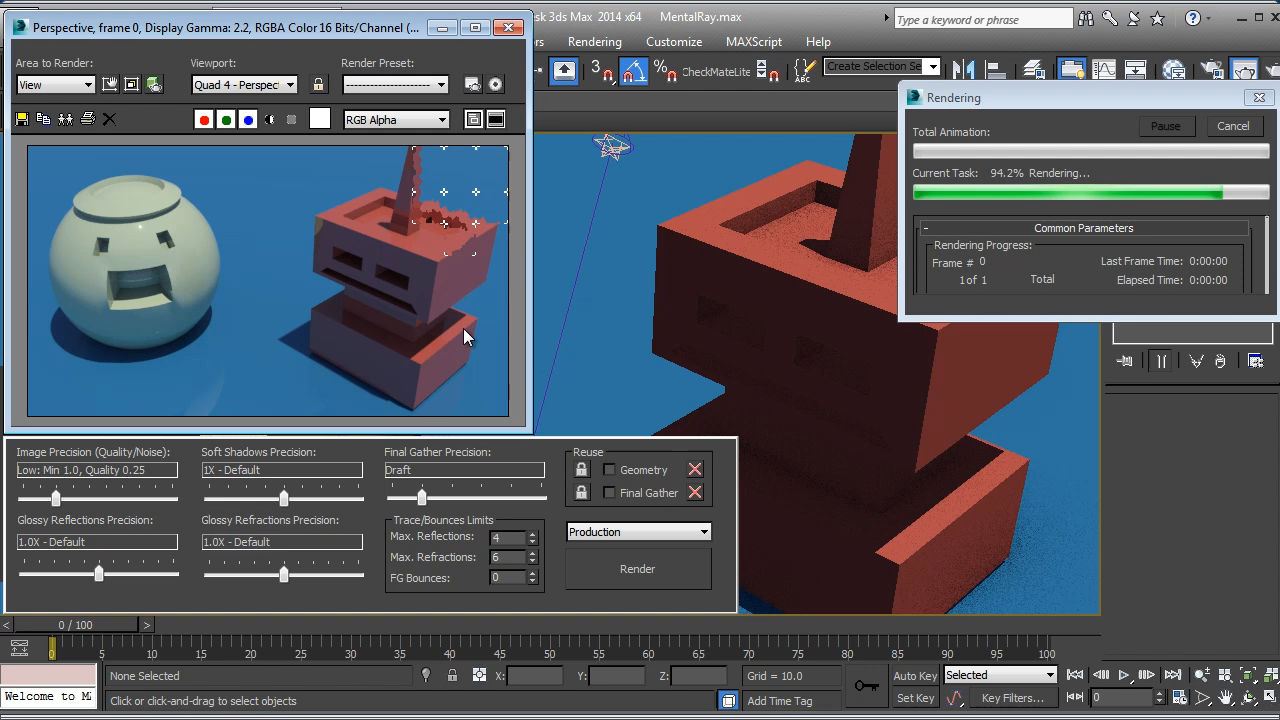 Perspective, frame 0, Display Gamma: 2.2, RGBA Color 16 Bits/Channel (...
Area to Render:
Viewport:
Render Preset:
View
Quad 4 - Perspect
--------------------
RGB Alpha
3ds Max 2014 x64
MentalRay.max
Type a keyword or phrase
Rendering
Customize
MAXScript
Help
3
%
CheckMateLite
ABC
Create Selection Se
Rendering
Total Animation:
Pause
Cancel
Current Task:
94.2% Rendering...
- Common Parameters
Rendering Progress:
Frame # 0
Last Frame Time: 0:00:00
1 of 1
Total
Elapsed Time: 0:00:00
Image Precision (Quality/Noise):
Low: Min 1.0, Quality 0.25
Soft Shadows Precision:
1X - Default
Final Gather Precision:
Draft
Reuse
Geometry
Final Gather
Glossy Reflections Precision:
1.0X - Default
Glossy Refractions Precision:
1.0X - Default
Trace/Bounces Limits
Max. Reflections: 4
Max. Refractions: 6
FG Bounces: 0
Production
Render
< 0 / 100 >
0 5 10 15 20 25 30 35 40 45 50 55 60 65 70 75 80 85 90 95 100
None Selected
X:
Y:
Z:
Grid = 10.0
Auto Key
Selected
Welcome to M
Click or click-and-drag to select objects
Add Time Tag
Set Key
Key Filters...
0